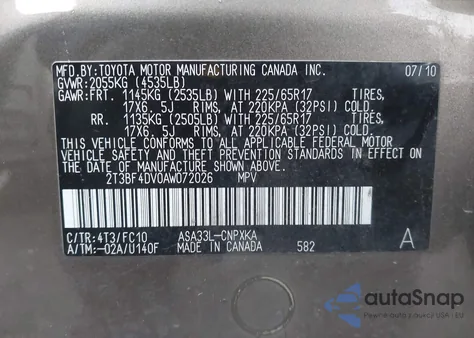 MFD. BY: TOYOTA MOTOR MANUFACTURING CANADA INC. 07/10
GVWR: 2055KG (4535LB)
GAWR: FRT. 1145KG (2535LB) WITH 225/65R17 TIRES,
17X6. 5J RIMS, AT 220KPA (32PSI) COLD.
RR. 1135KG (2505LB) WITH 225/65R17 TIRES,
17X6. 5J RIMS, AT 220KPA (32PSI) COLD.
THIS VEHICLE CONFORMS TO ALL APPLICABLE FEDERAL MOTOR
VEHICLE SAFETY STANDARDS IN EFFECT ON THE
DATE OF MANUFACTURE SHOWN ABOVE.
2T3BF4DV0AW072026 MPV
C/TR: 4T3/FC10 ASA33L-CNPXKA A
A/TM: -02A/U140F MADE IN CANADA 582
autoSnap